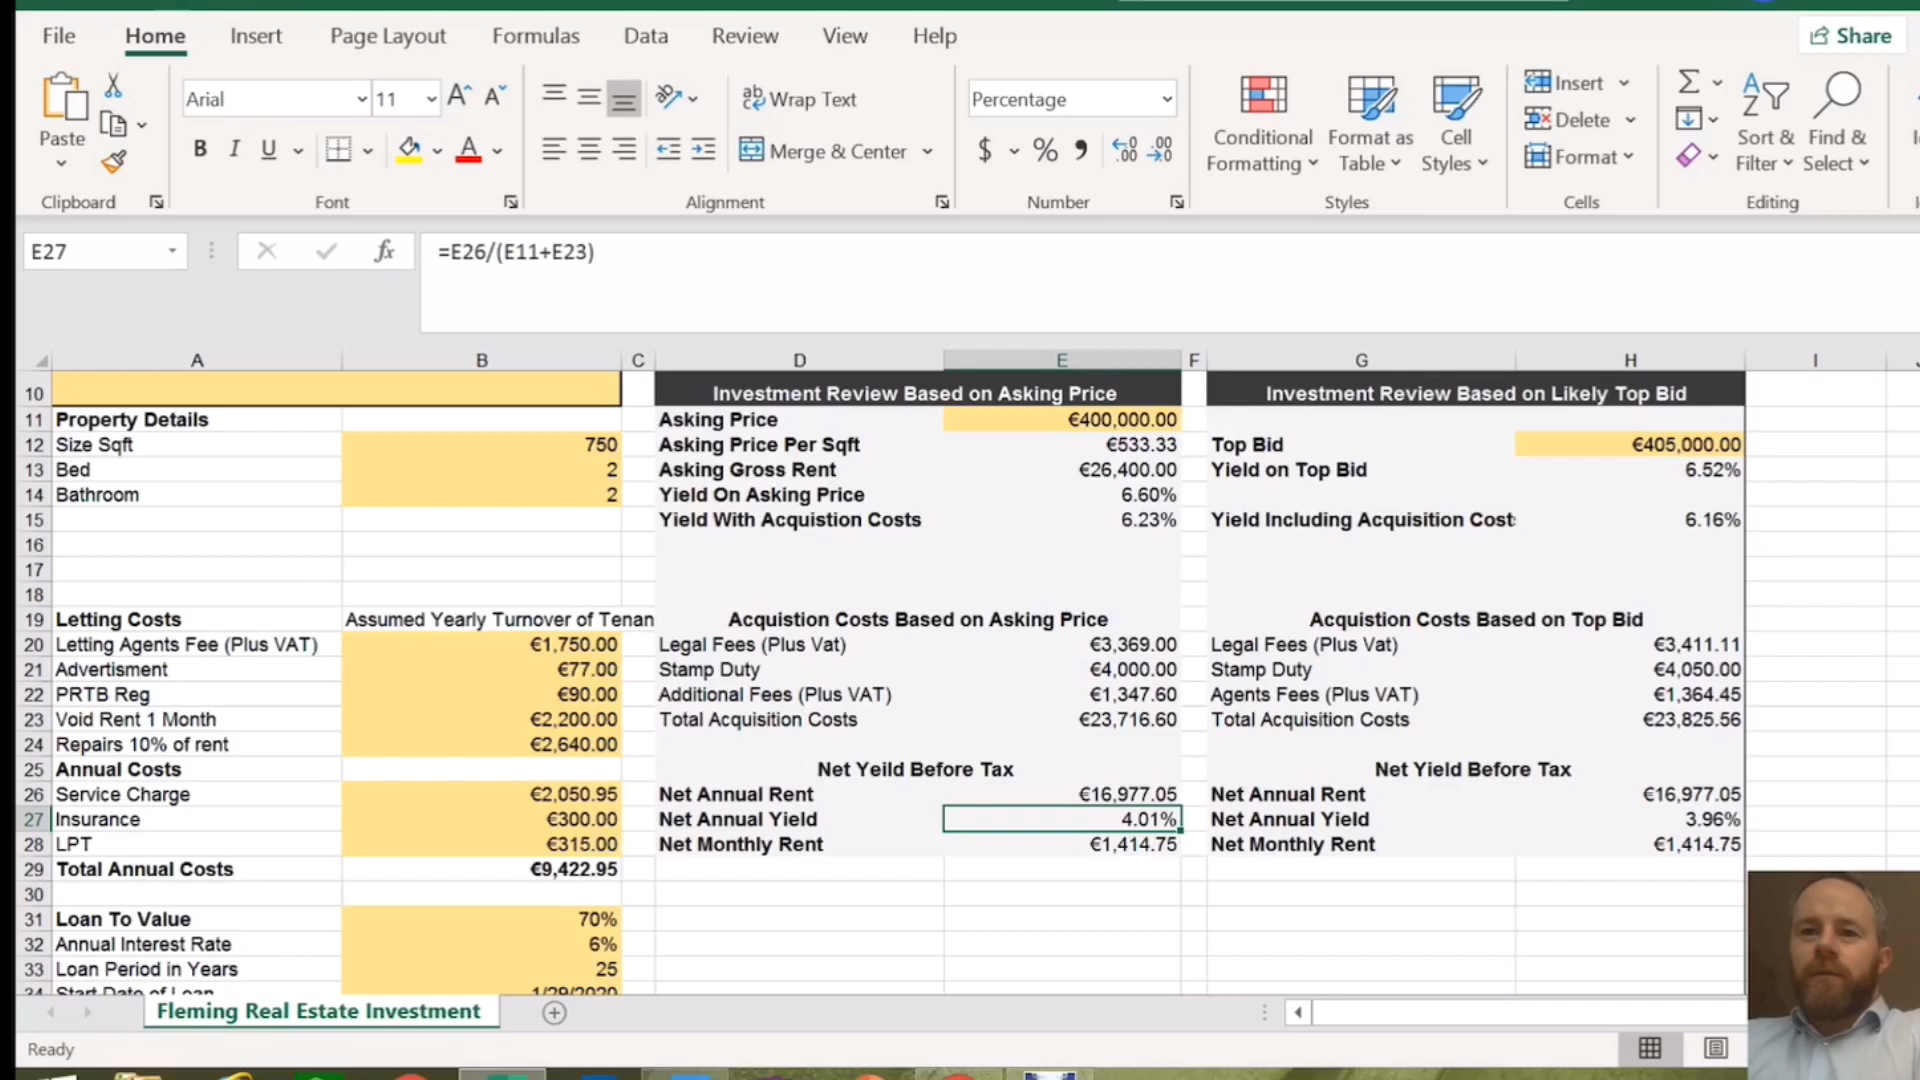 File Home Insert Page Layout Formulas Data Review View Help Share
Paste
Clipboard
Arial 11
B I U
Font
Wrap Text
Merge & Center
Alignment
Percentage
$ % ,
Number
Conditional Formatting
Format as Table
Cell Styles
Styles
Insert
Delete
Format
Cells
Sort & Filter
Find & Select
Editing
E27 fx =E26/(E11+E23)
A B C D E F G H I
10 Investment Review Based on Asking Price Investment Review Based on Likely Top Bid
11 Property Details Asking Price €400,000.00
12 Size Sqft 750 Asking Price Per Sqft €533.33 Top Bid €405,000.00
13 Bed 2 Asking Gross Rent €26,400.00 Yield on Top Bid 6.52%
14 Bathroom 2 Yield On Asking Price 6.60%
15 Yield With Acquistion Costs 6.23% Yield Including Acquisition Cost 6.16%
16
17
18
19 Letting Costs Assumed Yearly Turnover of Tenan Acquistion Costs Based on Asking Price Acquistion Costs Based on Top Bid
20 Letting Agents Fee (Plus VAT) €1,750.00 Legal Fees (Plus Vat) €3,369.00 Legal Fees (Plus Vat) €3,411.11
21 Advertisment €77.00 Stamp Duty €4,000.00 Stamp Duty €4,050.00
22 PRTB Reg €90.00 Additional Fees (Plus VAT) €1,347.60 Agents Fees (Plus VAT) €1,364.45
23 Void Rent 1 Month €2,200.00 Total Acquisition Costs €23,716.60 Total Acquisition Costs €23,825.56
24 Repairs 10% of rent €2,640.00
25 Annual Costs Net Yeild Before Tax Net Yield Before Tax
26 Service Charge €2,050.95 Net Annual Rent €16,977.05 Net Annual Rent €16,977.05
27 Insurance €300.00 Net Annual Yield 4.01% Net Annual Yield 3.96%
28 LPT €315.00 Net Monthly Rent €1,414.75 Net Monthly Rent €1,414.75
29 Total Annual Costs €9,422.95
30
31 Loan To Value 70%
32 Annual Interest Rate 6%
33 Loan Period in Years 25
34 Start Date of Loan 1/29/2020
Fleming Real Estate Investment
Ready